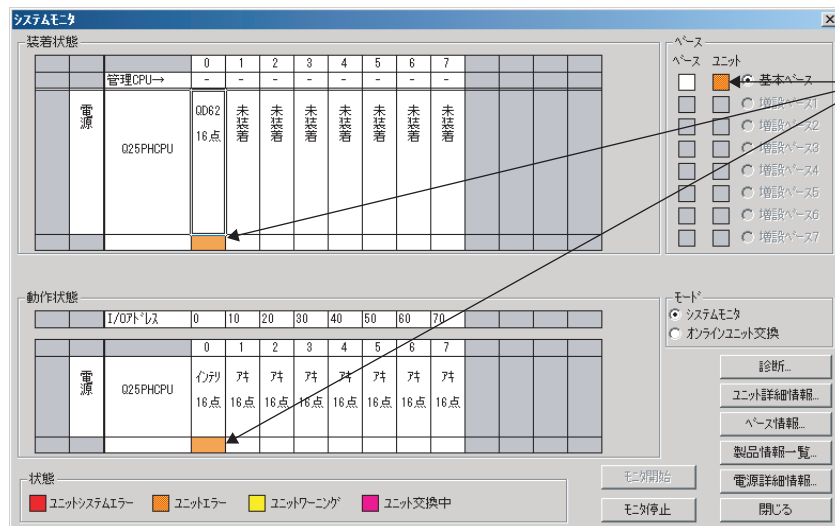 システムモニタ
装着状態
0 1 2 3 4 5 6 7
管理CPU→ - - - - - - - -
電源 Q25PHCPU QD62 16点 未装着 未装着 未装着 未装着 未装着 未装着 未装着
ベース
ベース ユニット
基本ベース
増設ベース1
増設ベース2
増設ベース3
増設ベース4
増設ベース5
増設ベース6
増設ベース7
動作状態
I/Oアドレス 0 10 20 30 40 50 60 70
0 1 2 3 4 5 6 7
電源 Q25PHCPU インテリ アキ アキ アキ アキ アキ アキ アキ
16点 16点 16点 16点 16点 16点 16点 16点
モード
システムモニタ
オンラインユニット交換
診断...
ユニット詳細情報...
ベース情報...
製品情報一覧...
電源詳細情報...
閉じる
モニタ開始
モニタ停止
状態
ユニットシステムエラー ユニットエラー ユニットワーニング ユニット交換中